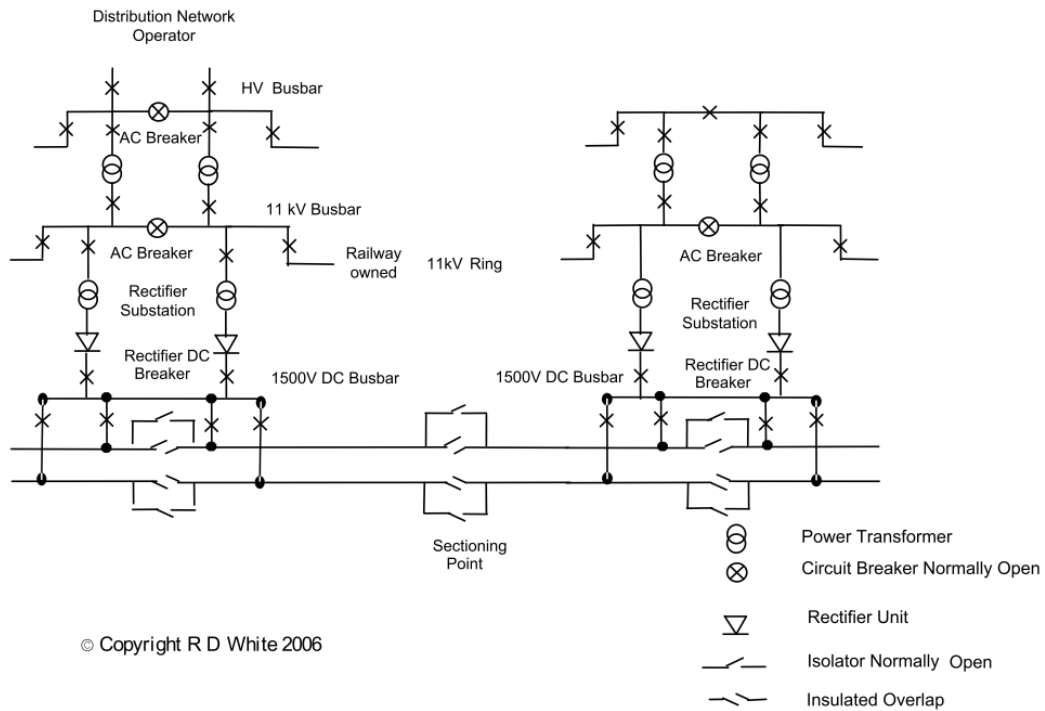 Distribution Network
Operator
HV Busbar
AC Breaker
11 kV Busbar
AC Breaker
Railway
owned
11kV Ring
AC Breaker
Rectifier
Substation
Rectifier
Substation
Rectifier DC
Breaker
1500V DC Busbar
1500V DC Busbar
Rectifier DC
Breaker
Sectioning
Point
Power Transformer
Circuit Breaker Normally Open
Rectifier Unit
© Copyright R D White 2006
Isolator Normally Open
Insulated Overlap